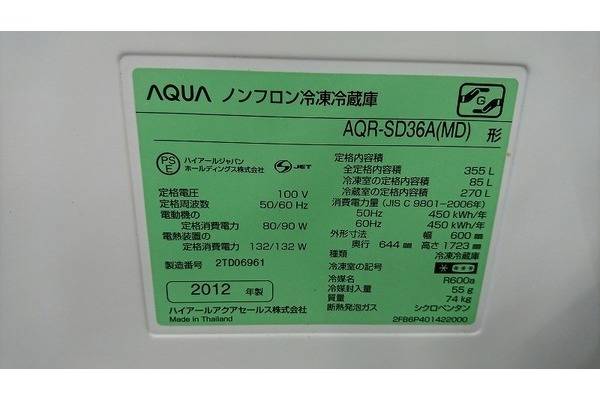 AQUA ノンフロン冷凍冷蔵庫
G
AQR-SD36A(MD) 形
PS E ハイアールジャパン
ホールディングス株式会社
S JET
定格電圧 100 V
定格周波数 50/60 Hz
電動機の
定格消費電力 80/90 W
電熱装置の
定格消費電力 132/132 W
製造番号 2TD06961
2012 年製
ハイアールアクアセールス株式会社
Made in Thailand
定格内容積
全定格内容積 355 L
冷凍室の定格内容積 85 L
冷蔵室の定格内容積 270 L
消費電力量 (JIS C 9801-2006年)
50Hz 450 kWh/年
60Hz 450 kWh/年
外形寸法 幅 600 mm
奥行 644 mm 高さ 1723 mm
種類 冷凍冷蔵庫
冷凍室の記号 * ***
冷媒名 R600a
冷媒封入量 55 g
質量 74 kg
断熱発泡ガス シクロペンタン
2FB6P401422000